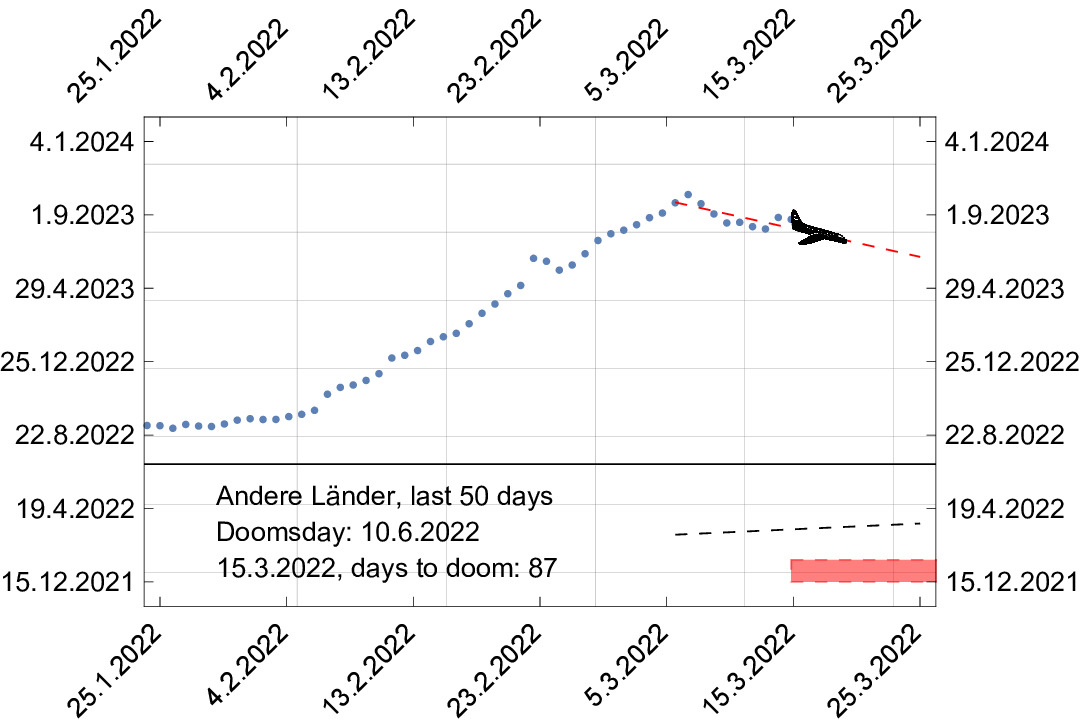 25.1.2022 4.2.2022 13.2.2022 23.2.2022 5.3.2022 15.3.2022 25.3.2022
4.1.2024 4.1.2024
1.9.2023 1.9.2023
29.4.2023 29.4.2023
25.12.2022 25.12.2022
22.8.2022 22.8.2022
Andere Länder, last 50 days
19.4.2022 19.4.2022
Doomsday: 10.6.2022
15.3.2022, days to doom: 87
15.12.2021 15.12.2021
25.1.2022 4.2.2022 13.2.2022 23.2.2022 5.3.2022 15.3.2022 25.3.2022